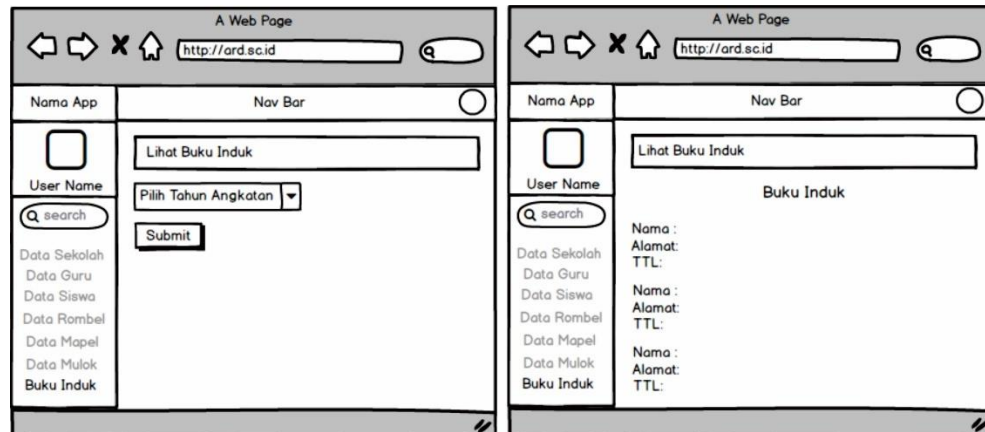 A Web Page
http://ard.sc.id
Nama App
Nav Bar
User Name
search
Data Sekolah
Data Guru
Data Siswa
Data Rombel
Data Mapel
Data Mulok
Buku Induk
Lihat Buku Induk
Pilih Tahun Angkatan
Submit
A Web Page
http://ard.sc.id
Nama App
Nav Bar
User Name
search
Data Sekolah
Data Guru
Data Siswa
Data Rombel
Data Mapel
Data Mulok
Buku Induk
Lihat Buku Induk
Buku Induk
Nama :
Alamat:
TTL:
Nama :
Alamat:
TTL:
Nama :
Alamat:
TTL: